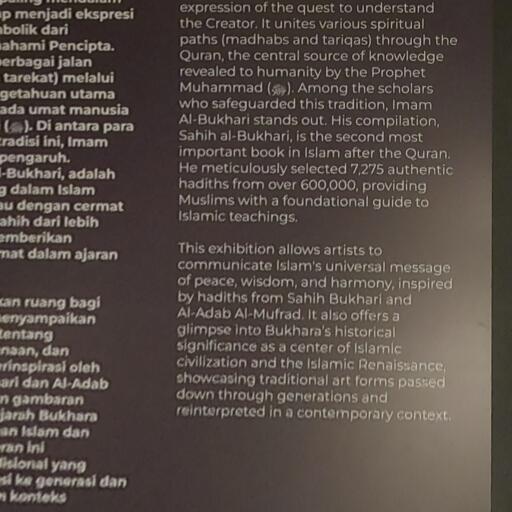 p menjadi ekspresi
bolik dari
ahami Pencipta.
erbagai jalan
tarekat) melalui
getahuan utama
ada umat manusia
(ﷺ). Di antara para
radisi ini, Imam
pengaruh.
l-Bukhari, adalah
g dalam Islam
au dengan cermat
ahih dari lebih
emberikan
mat dalam ajaran
kan ruang bagi
enyampaikan
tentang
naan, dan
rinspirasi oleh
ari dan Al-Adab
n gambaran
jarah Bukhara
an Islam dan
ran ini
disional yang
si ke generasi dan
n konteks
expression of the quest to understand
the Creator. It unites various spiritual
paths (madhabs and tariqas) through the
Quran, the central source of knowledge
revealed to humanity by the Prophet
Muhammad (ﷺ). Among the scholars
who safeguarded this tradition, Imam
Al-Bukhari stands out. His compilation,
Sahih al-Bukhari, is the second most
important book in Islam after the Quran.
He meticulously selected 7,275 authentic
hadiths from over 600,000, providing
Muslims with a foundational guide to
Islamic teachings.
This exhibition allows artists to
communicate Islam's universal message
of peace, wisdom, and harmony, inspired
by hadiths from Sahih Bukhari and
Al-Adab Al-Mufrad. It also offers a
glimpse into Bukhara's historical
significance as a center of Islamic
civilization and the Islamic Renaissance,
showcasing traditional art forms passed
down through generations and
reinterpreted in a contemporary context.